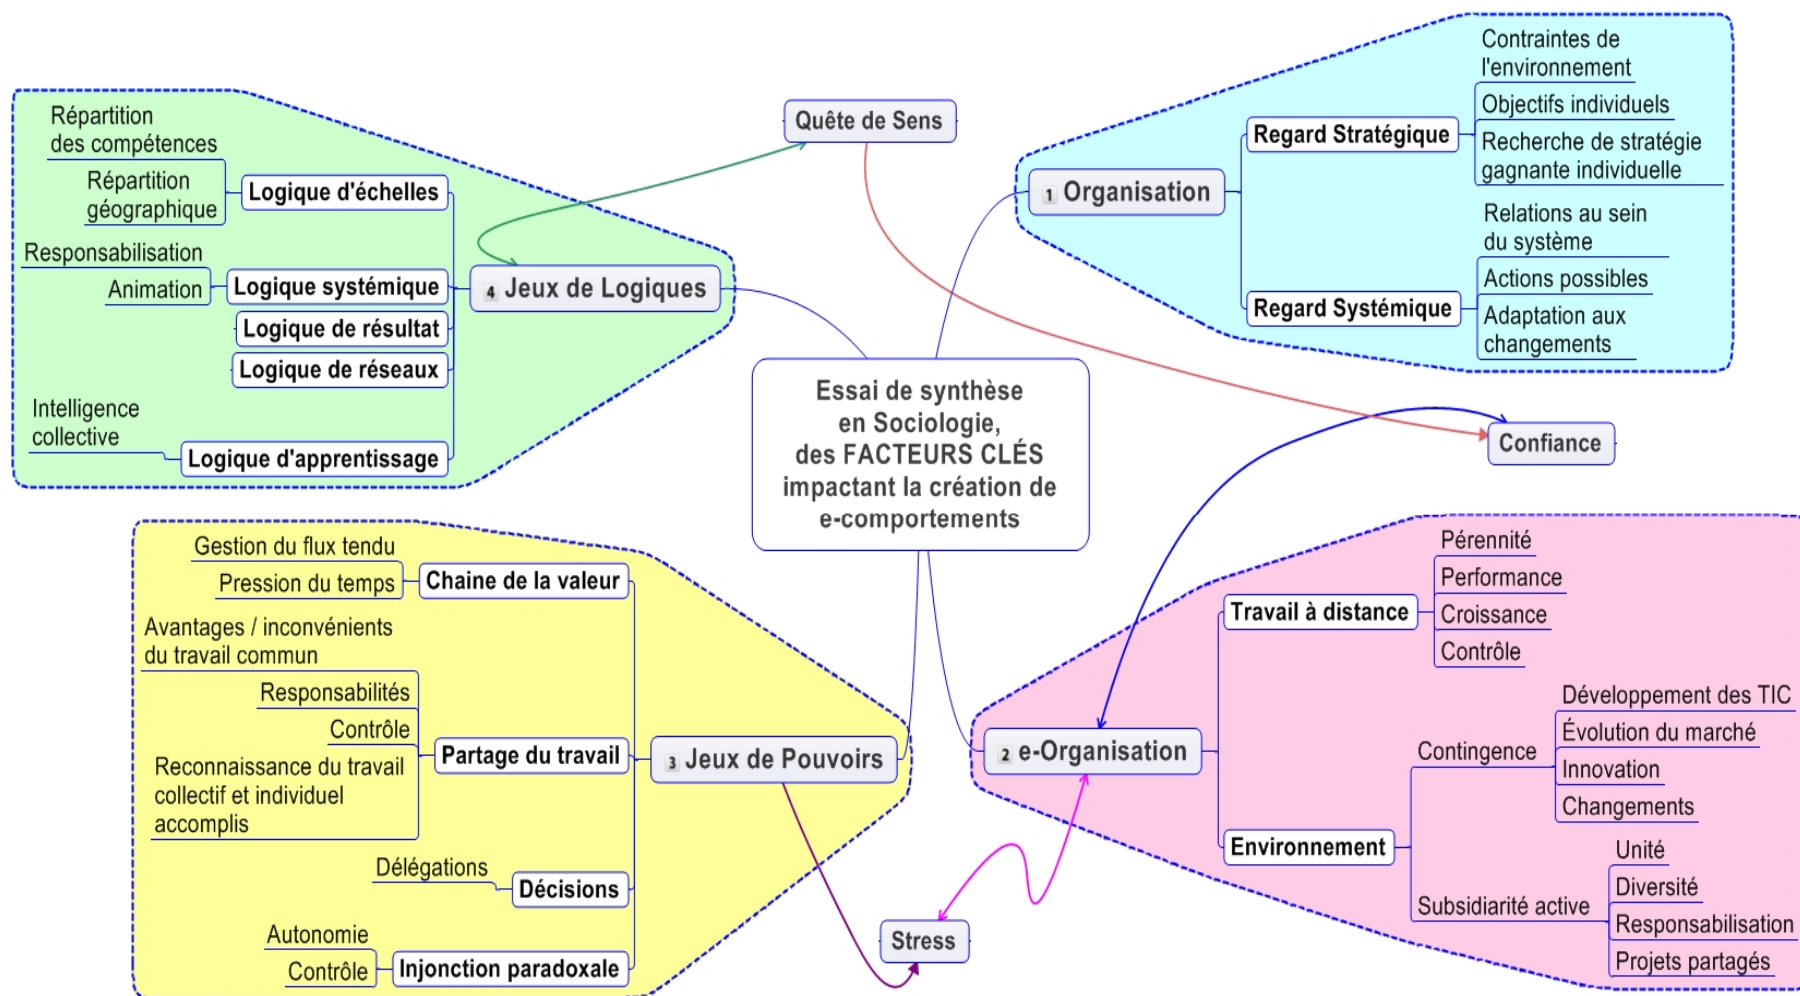 Essai de synthèse
en Sociologie,
des FACTEURS CLÉS
impactant la création de
e-comportements
1 Organisation
Regard Stratégique
Contraintes de
l'environnement
Objectifs individuels
Recherche de stratégie
gagnante individuelle
Regard Systémique
Relations au sein
du système
Actions possibles
Adaptation aux
changements
2 e-Organisation
Travail à distance
Pérennité
Performance
Croissance
Contrôle
Environnement
Contingence
Développement des TIC
Évolution du marché
Innovation
Changements
Subsidiarité active
Unité
Diversité
Responsabilisation
Projets partagés
3 Jeux de Pouvoirs
Chaine de la valeur
Gestion du flux tendu
Pression du temps
Partage du travail
Avantages / inconvénients
du travail commun
Responsabilités
Contrôle
Reconnaissance du travail
collectif et individuel
accomplis
Décisions
Délégations
Injonction paradoxale
Autonomie
Contrôle
4 Jeux de Logiques
Logique d'échelles
Répartition
des compétences
Répartition
géographique
Logique systémique
Responsabilisation
Animation
Logique de résultat
Logique de réseaux
Logique d'apprentissage
Intelligence
collective
Quête de Sens
Confiance
Stress